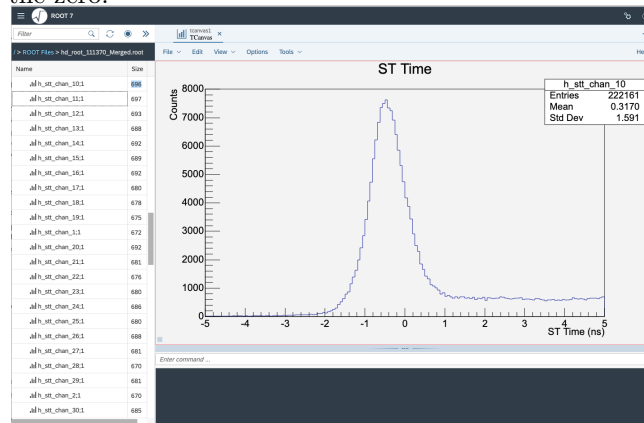 the zero.
ROOT 7
Filter
tcanvas1
TCanvas
/ > ROOT Files > hd_root_111370_Merged.root
File Edit View Options Tools
He
Name Size
h_stt_chan_10;1 696
h_stt_chan_11;1 697
h_stt_chan_12;1 693
h_stt_chan_13;1 688
h_stt_chan_14;1 692
h_stt_chan_15;1 689
h_stt_chan_16;1 692
h_stt_chan_17;1 680
h_stt_chan_18;1 678
h_stt_chan_19;1 675
h_stt_chan_1;1 672
h_stt_chan_20;1 692
h_stt_chan_21;1 681
h_stt_chan_22;1 676
h_stt_chan_23;1 680
h_stt_chan_24;1 686
h_stt_chan_25;1 680
h_stt_chan_26;1 688
h_stt_chan_27;1 681
h_stt_chan_28;1 670
h_stt_chan_29;1 681
h_stt_chan_2;1 670
h_stt_chan_30;1 685
ST Time
h_stt_chan_10
Entries 222161
Mean 0.3170
Std Dev 1.591
Counts
8000
7000
6000
5000
4000
3000
2000
1000
0
-5 -4 -3 -2 -1 0 1 2 3 4 5
ST Time (ns)
Enter command ...